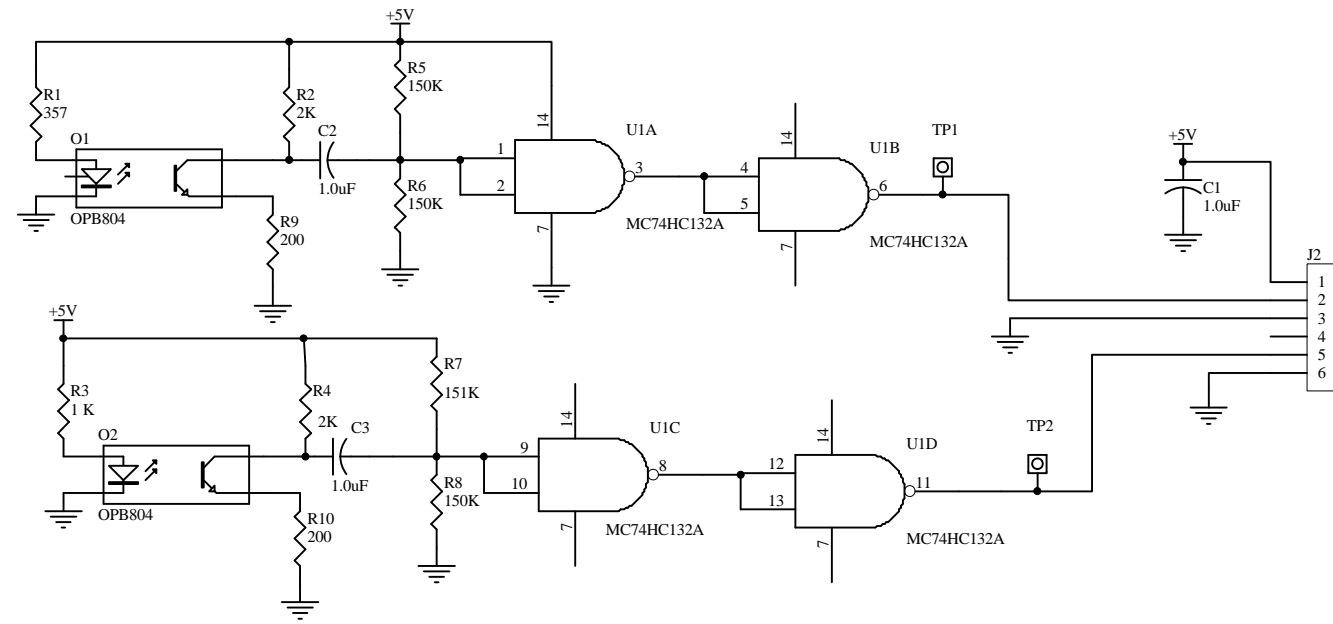 +5V
R1
357
R2
2K
R5
150K
14
O1
C2
1.0uF
1
2
3
U1A
R6
150K
7
MC74HC132A
OPB804
R9
200
14
4
5
6
U1B
7
MC74HC132A
TP1
+5V
C1
1.0uF
J2
1
2
3
4
5
6
+5V
R3
1 K
R4
2K
R7
151K
O2
C3
1.0uF
14
9
10
8
U1C
R8
150K
7
MC74HC132A
OPB804
R10
200
14
12
13
11
U1D
7
MC74HC132A
TP2